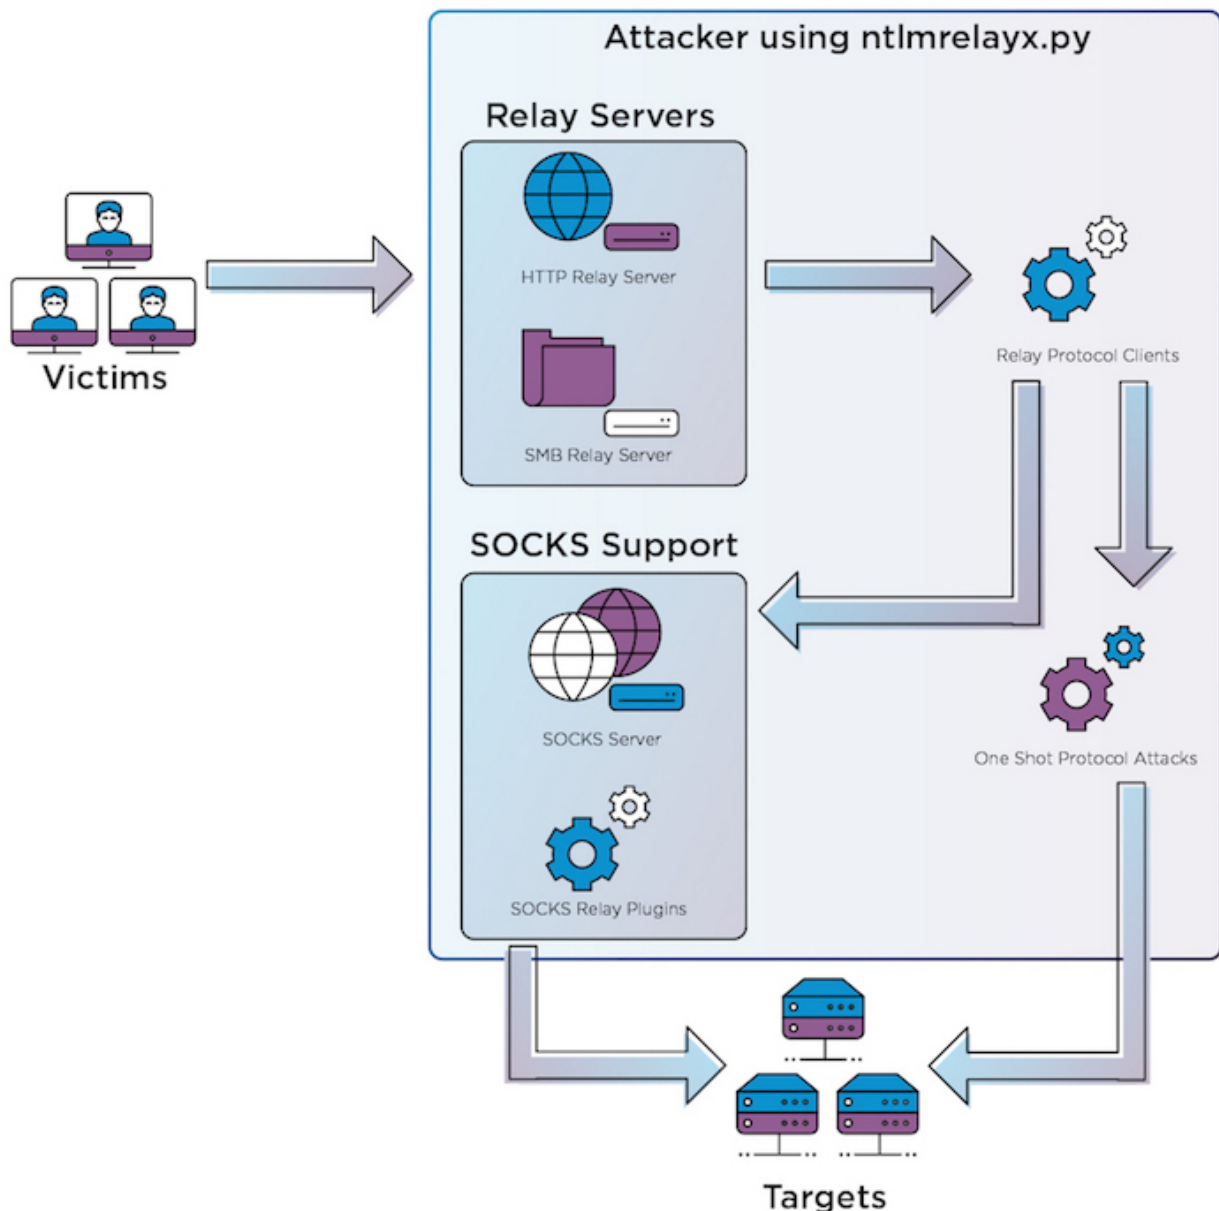 Attacker using ntlmrelayx.py
Relay Servers
HTTP Relay Server
SMB Relay Server
Victims
Relay Protocol Clients
SOCKS Support
SOCKS Server
SOCKS Relay Plugins
One Shot Protocol Attacks
Targets